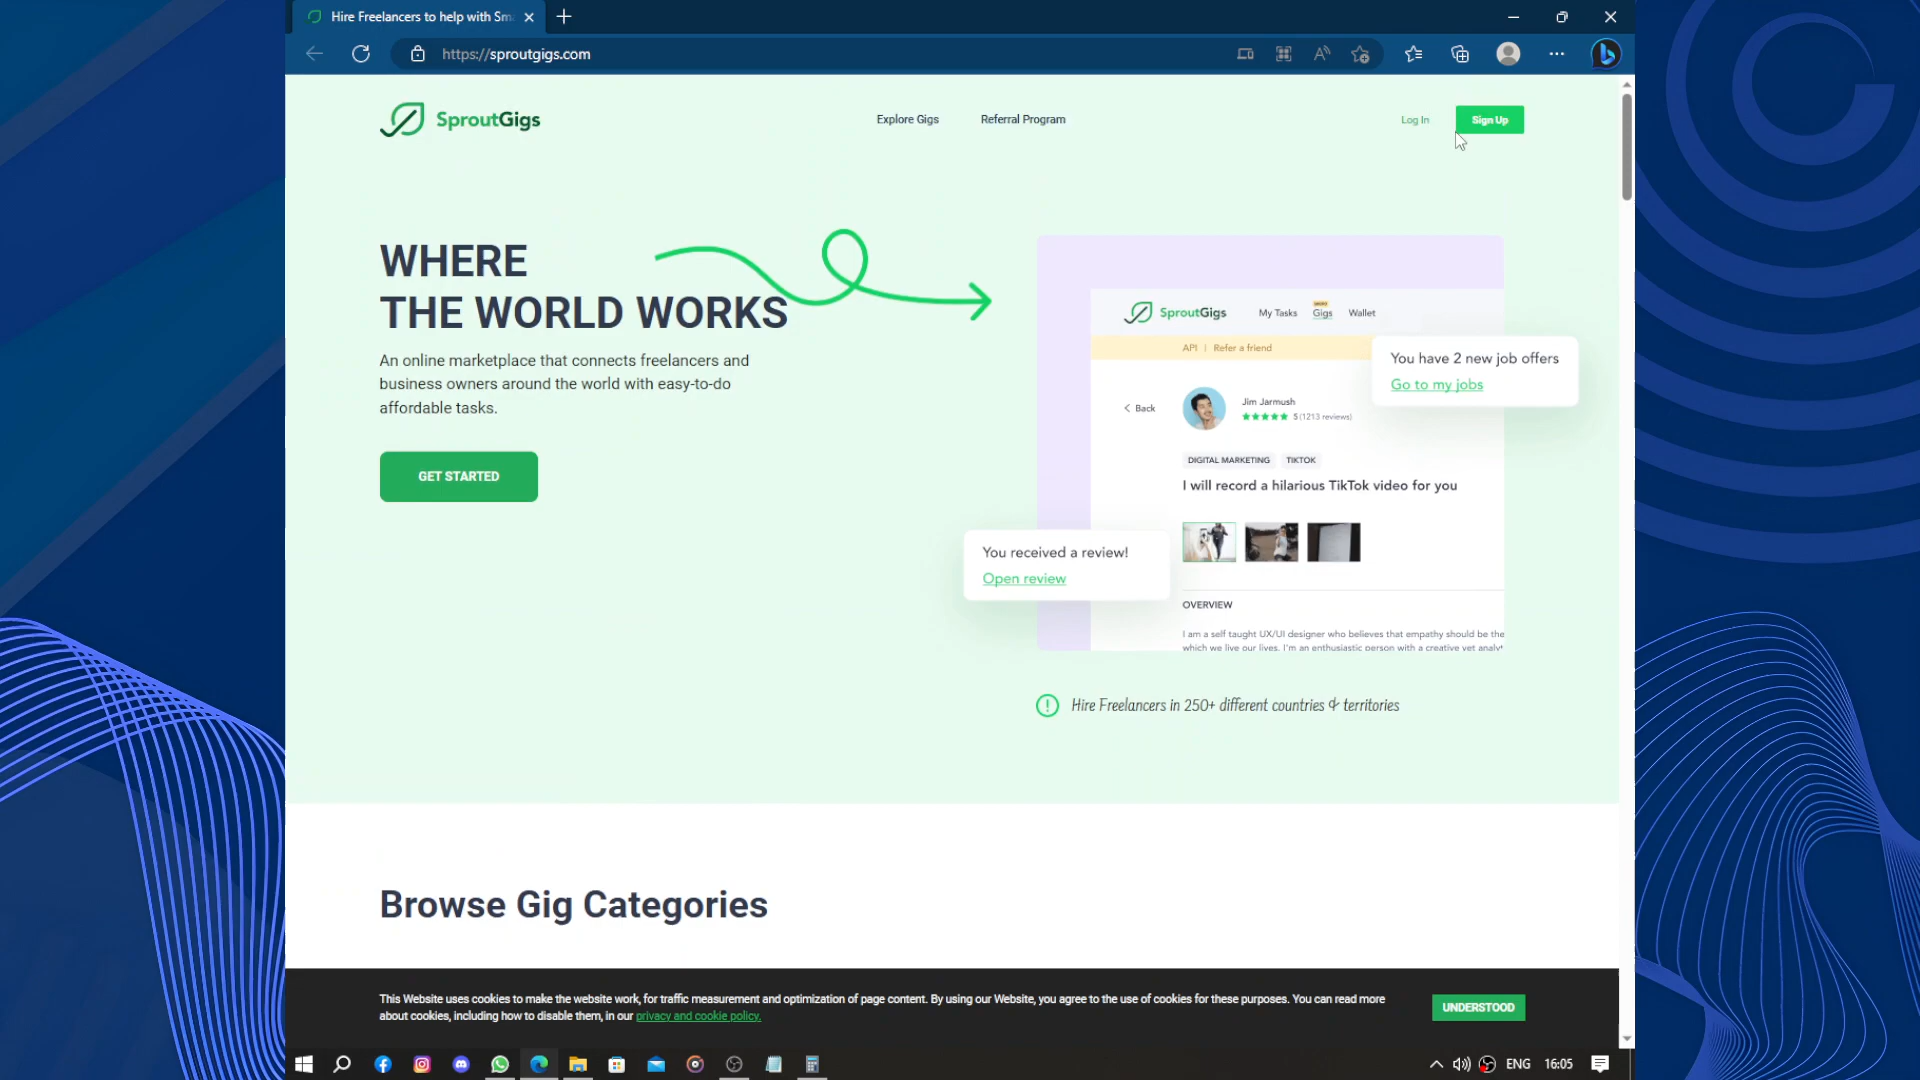 Hire Freelancers to help with Sm
https://sproutgigs.com
SproutGigs
Explore Gigs
Referral Program
Log In
Sign Up
WHERE
THE WORLD WORKS
An online marketplace that connects freelancers and
business owners around the world with easy-to-do
affordable tasks.
GET STARTED
SproutGigs
My Tasks
Gigs
Wallet
API | Refer a friend
You have 2 new job offers
Go to my jobs
< Back
Jim Jarmush
5 (1213 reviews)
DIGITAL MARKETING
TIKTOK
I will record a hilarious TikTok video for you
You received a review!
Open review
OVERVIEW
I am a self taught UX/UI designer who believes that empathy should be the
which we live our lives. I'm an enthusiastic person with a creative yet analy
Hire Freelancers in 250+ different countries & territories
Browse Gig Categories
This Website uses cookies to make the website work, for traffic measurement and optimization of page content. By using our Website, you agree to the use of cookies for these purposes. You can read more
about cookies, including how to disable them, in our privacy and cookie policy.
UNDERSTOOD
ENG
16:05